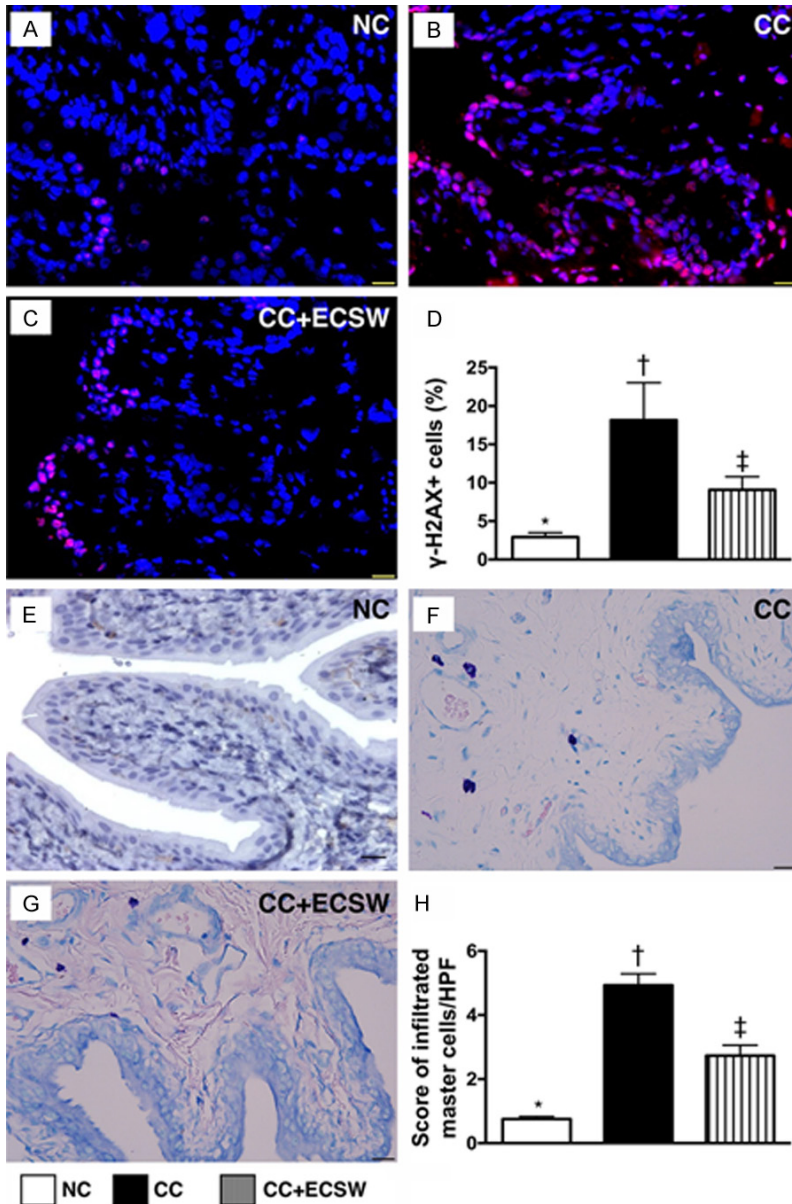 A NC
B CC
C CC+ECSW
D
γ-H2AX+ cells (%)
25
20
15
10
5
0
*
†
‡
E NC
F CC
G CC+ECSW
H
Score of infiltrated
master cells/HPF
6
4
2
0
*
†
‡
NC CC CC+ECSW